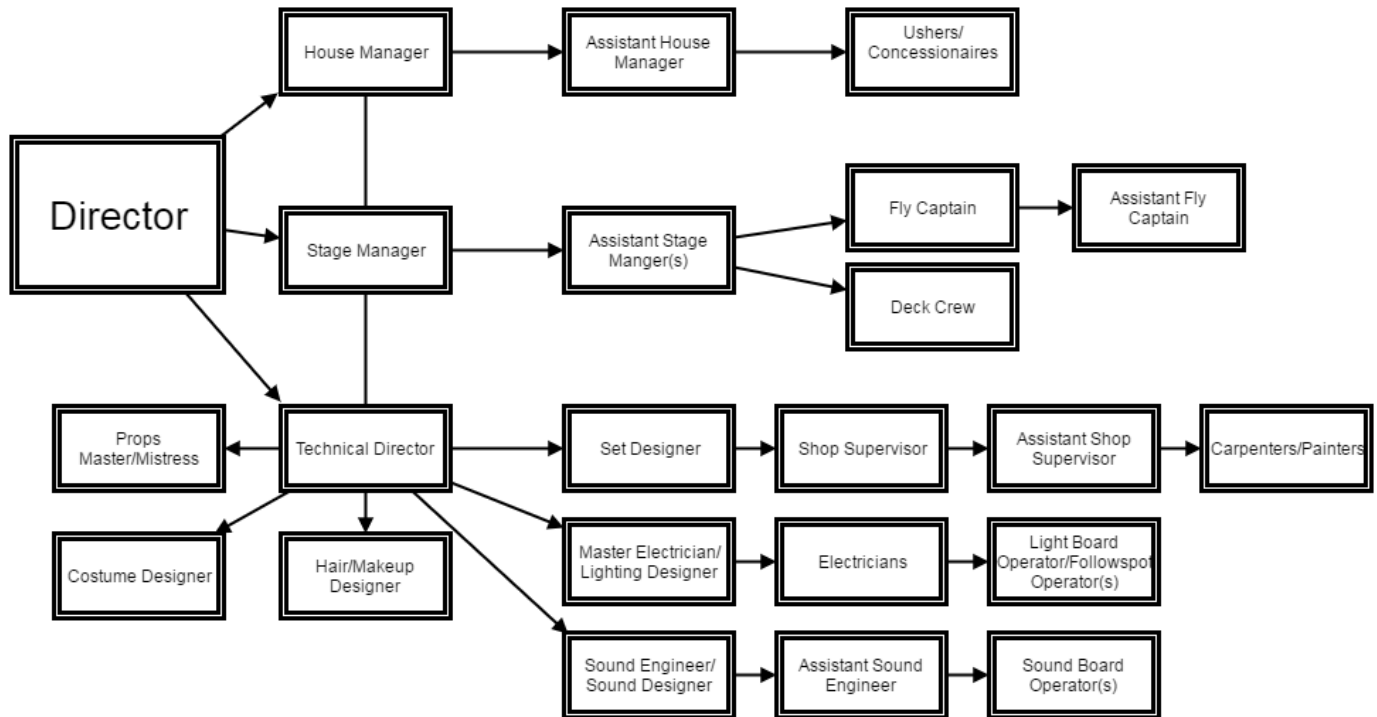 House Manager
Assistant House
Manager
Ushers/
Concessionaires
Director
Stage Manager
Assistant Stage
Manger(s)
Fly Captain
Assistant Fly
Captain
Deck Crew
Props
Master/Mistress
Technical Director
Set Designer
Shop Supervisor
Assistant Shop
Supervisor
Carpenters/Painters
Costume Designer
Hair/Makeup
Designer
Master Electrician/
Lighting Designer
Electricians
Light Board
Operator/Followspot
Operator(s)
Sound Engineer/
Sound Designer
Assistant Sound
Engineer
Sound Board
Operator(s)